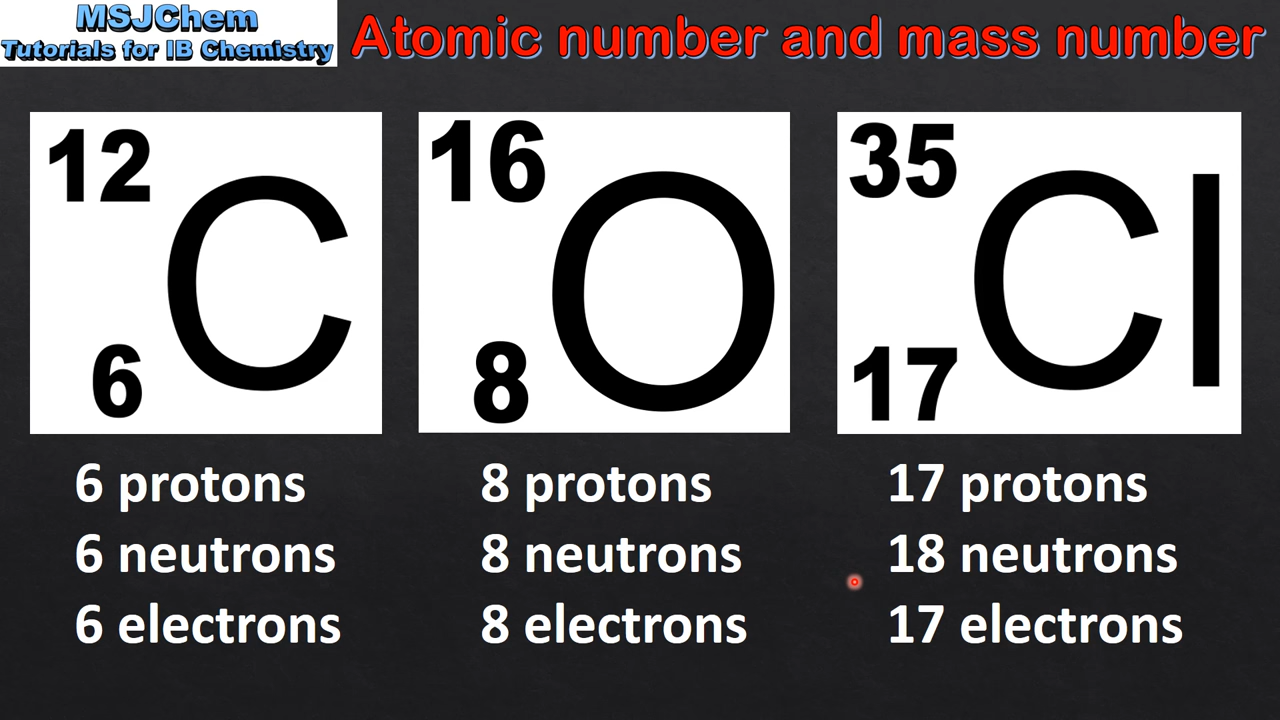 MSJChem
Tutorials for IB Chemistry
Atomic number and mass number
12
C
6
16
O
8
35
Cl
17
6 protons
6 neutrons
6 electrons
8 protons
8 neutrons
8 electrons
17 protons
18 neutrons
17 electrons